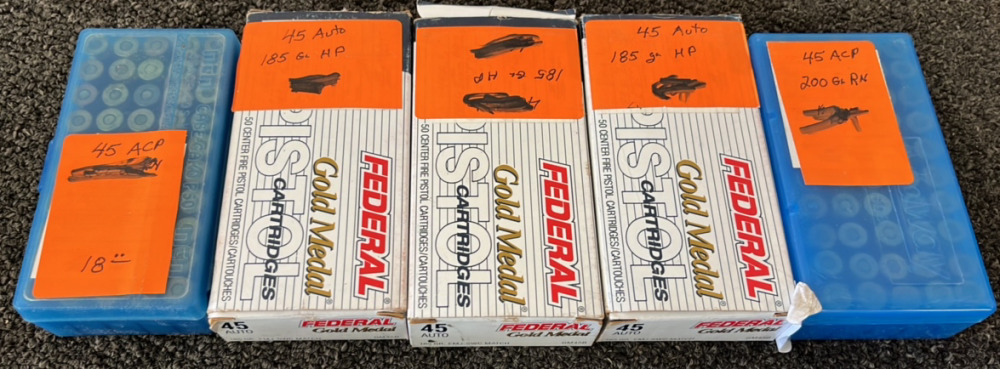 45 ACP
18 00
45 Auto
185 Gr HP
PISTOL
CARTRIDGES
50 CENTER FIRE PISTOL CARTRIDGES/CARTOUCHES
Gold Medal
FEDERAL®
45
AUTO
FEDERAL
Gold Medal
185 Gr HP
PISTOL
CARTRIDGES
50 CENTER FIRE PISTOL CARTRIDGES/CARTOUCHES
Gold Medal
FEDERAL®
45
AUTO
FEDERAL
Gold Medal
45 Auto
185 gr HP
PISTOL
CARTRIDGES
50 CENTER FIRE PISTOL CARTRIDGES/CARTOUCHES
Gold Medal
FEDERAL®
45
AUTO
FEDERAL
Gold Medal
45 ACP
200 Gr RN